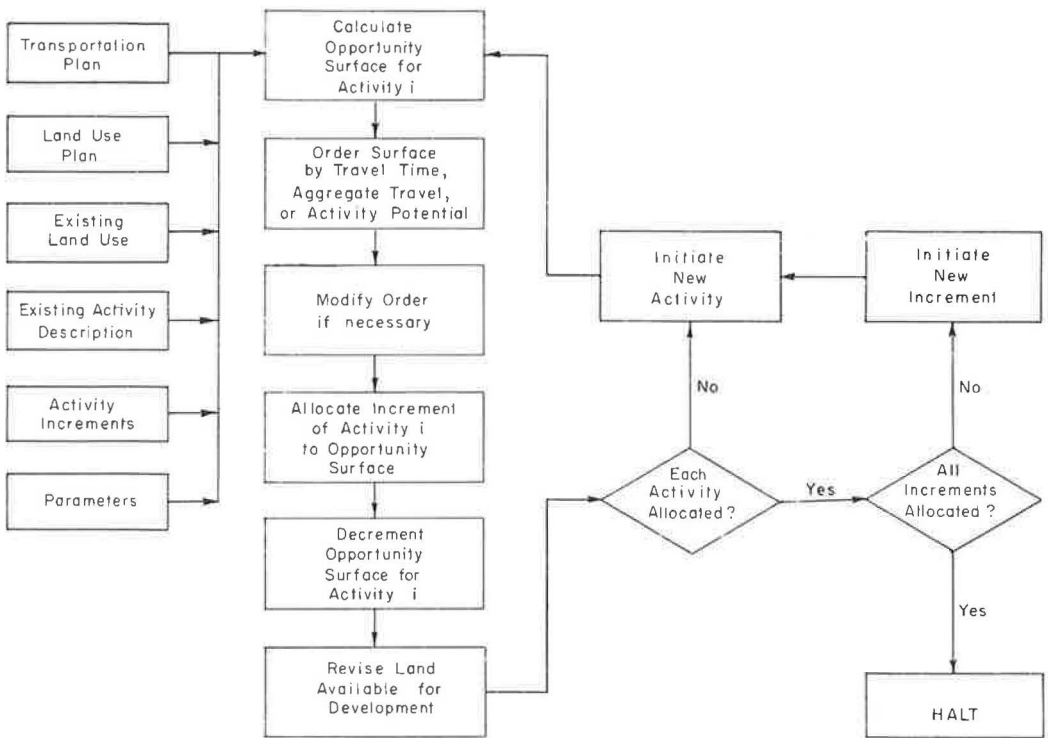 Transportation
Plan
Land Use
Plan
Existing
Land Use
Existing Activity
Description
Activity
Increments
Parameters
Calculate
Opportunity
Surface for
Activity i
Order Surface
by Travel Time,
Aggregate Travel,
or Activity Potential
Modify Order
if necessary
Allocate Increment
of Activity i
to Opportunity
Surface
Decrement
Opportunity
Surface for
Activity i
Revise Land
Available for
Development
Initiate
New
Activity
Initiate
New
Increment
No
No
Each
Activity
Allocated?
Yes
All
Increments
Allocated?
Yes
HALT